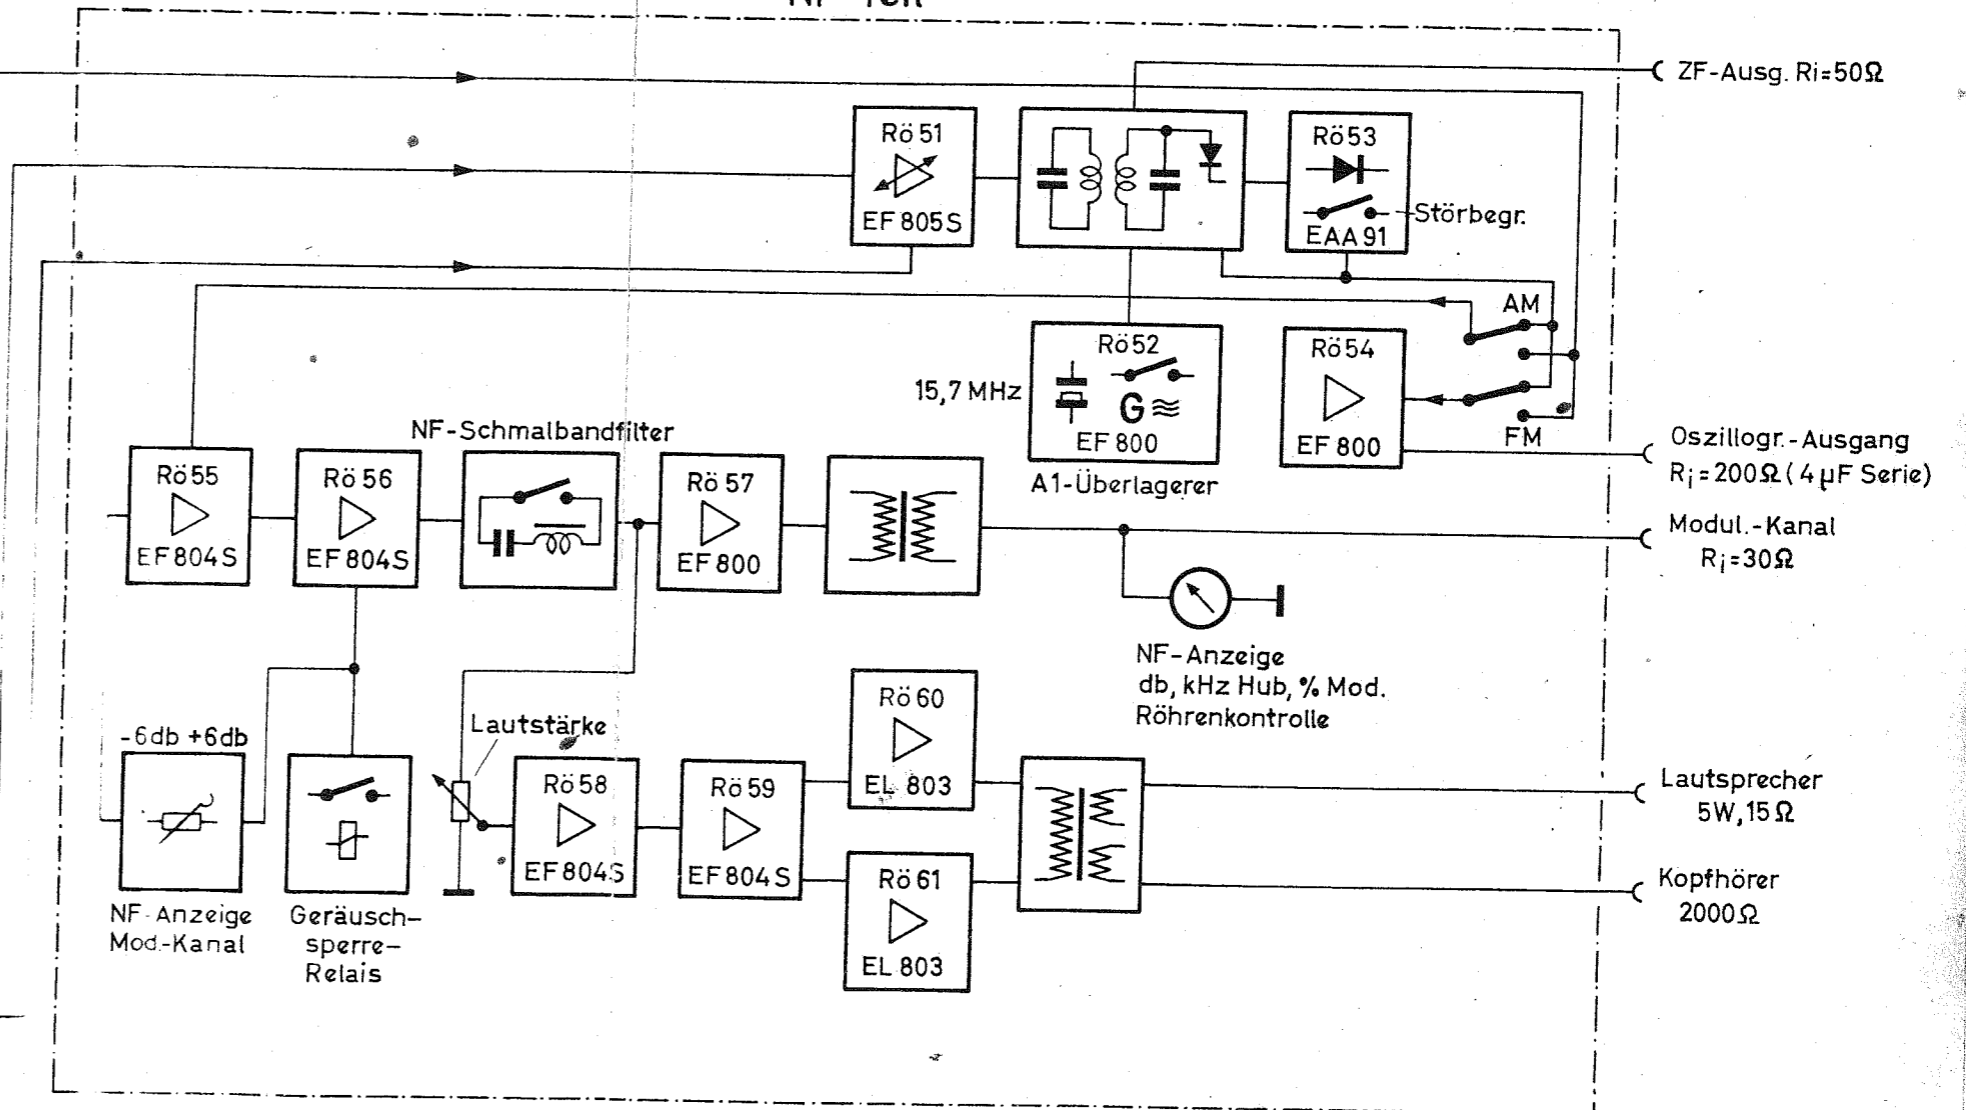 ZF-Ausg. Ri=50Ω
Rö 51
EF 805 S
Rö 53
EAA 91
Störbegr.
AM
FM
Rö 52
15,7 MHz
G≈
EF 800
A1-Überlagerer
Rö 54
EF 800
Oszillogr.-Ausgang
Ri=200Ω (4 µF Serie)
NF-Schmalbandfilter
Rö 55
EF 804 S
Rö 56
EF 804 S
Rö 57
EF 800
Modul.-Kanal
Ri=30Ω
NF-Anzeige
db, kHz Hub, % Mod.
Röhrenkontrolle
-6db +6db
NF-Anzeige
Mod.-Kanal
Geräusch-
sperre-
Relais
Lautstärke
Rö 58
EF 804 S
Rö 59
EF 804 S
Rö 60
EL 803
Rö 61
EL 803
Lautsprecher
5W, 15Ω
Kopfhörer
2000Ω